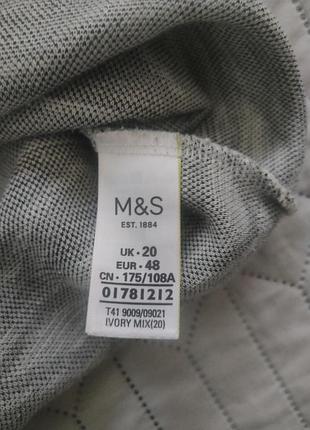 M&S
EST. 1884
UK • 20
EUR • 48
CN • 175/108A
01781212
T41 9009/09021
IVORY MIX(20)